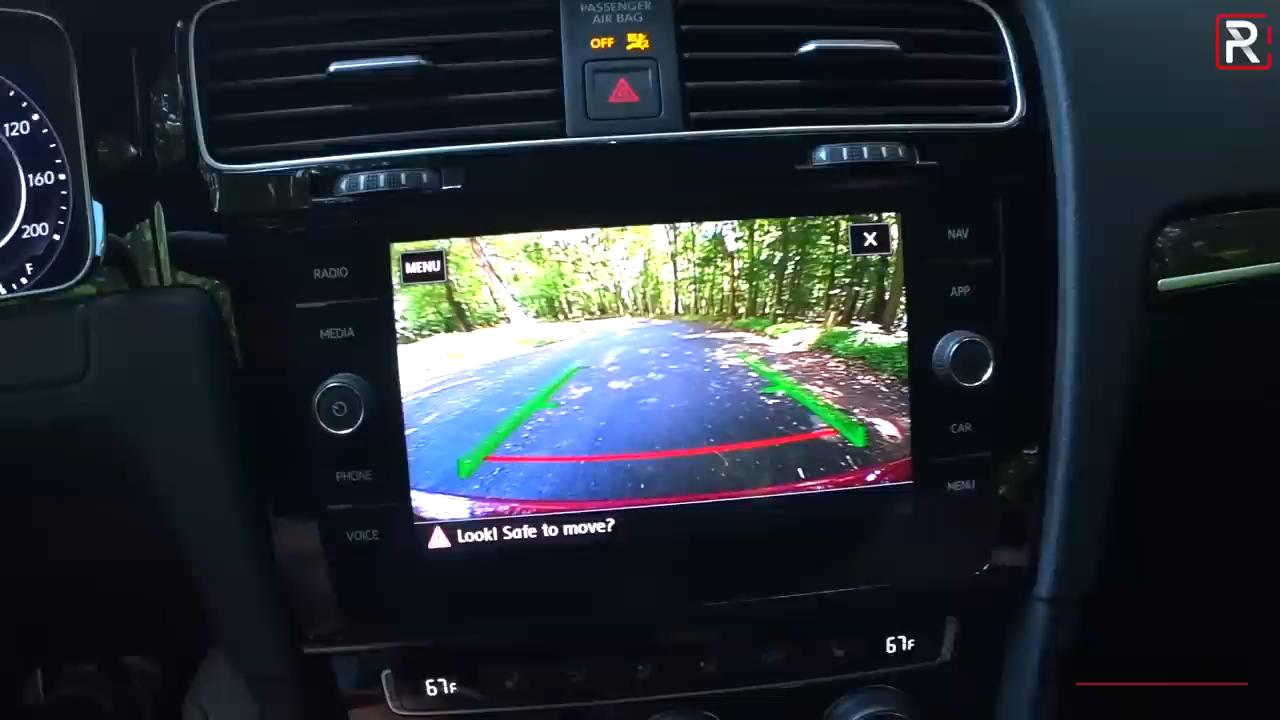 PASSENGER
AIR BAG
OFF
R
120
160
200
F
RADIO
MEDIA
PHONE
VOICE
MENU
X
Look! Safe to move?
NAV
APP
CAR
MENU
67F
67F